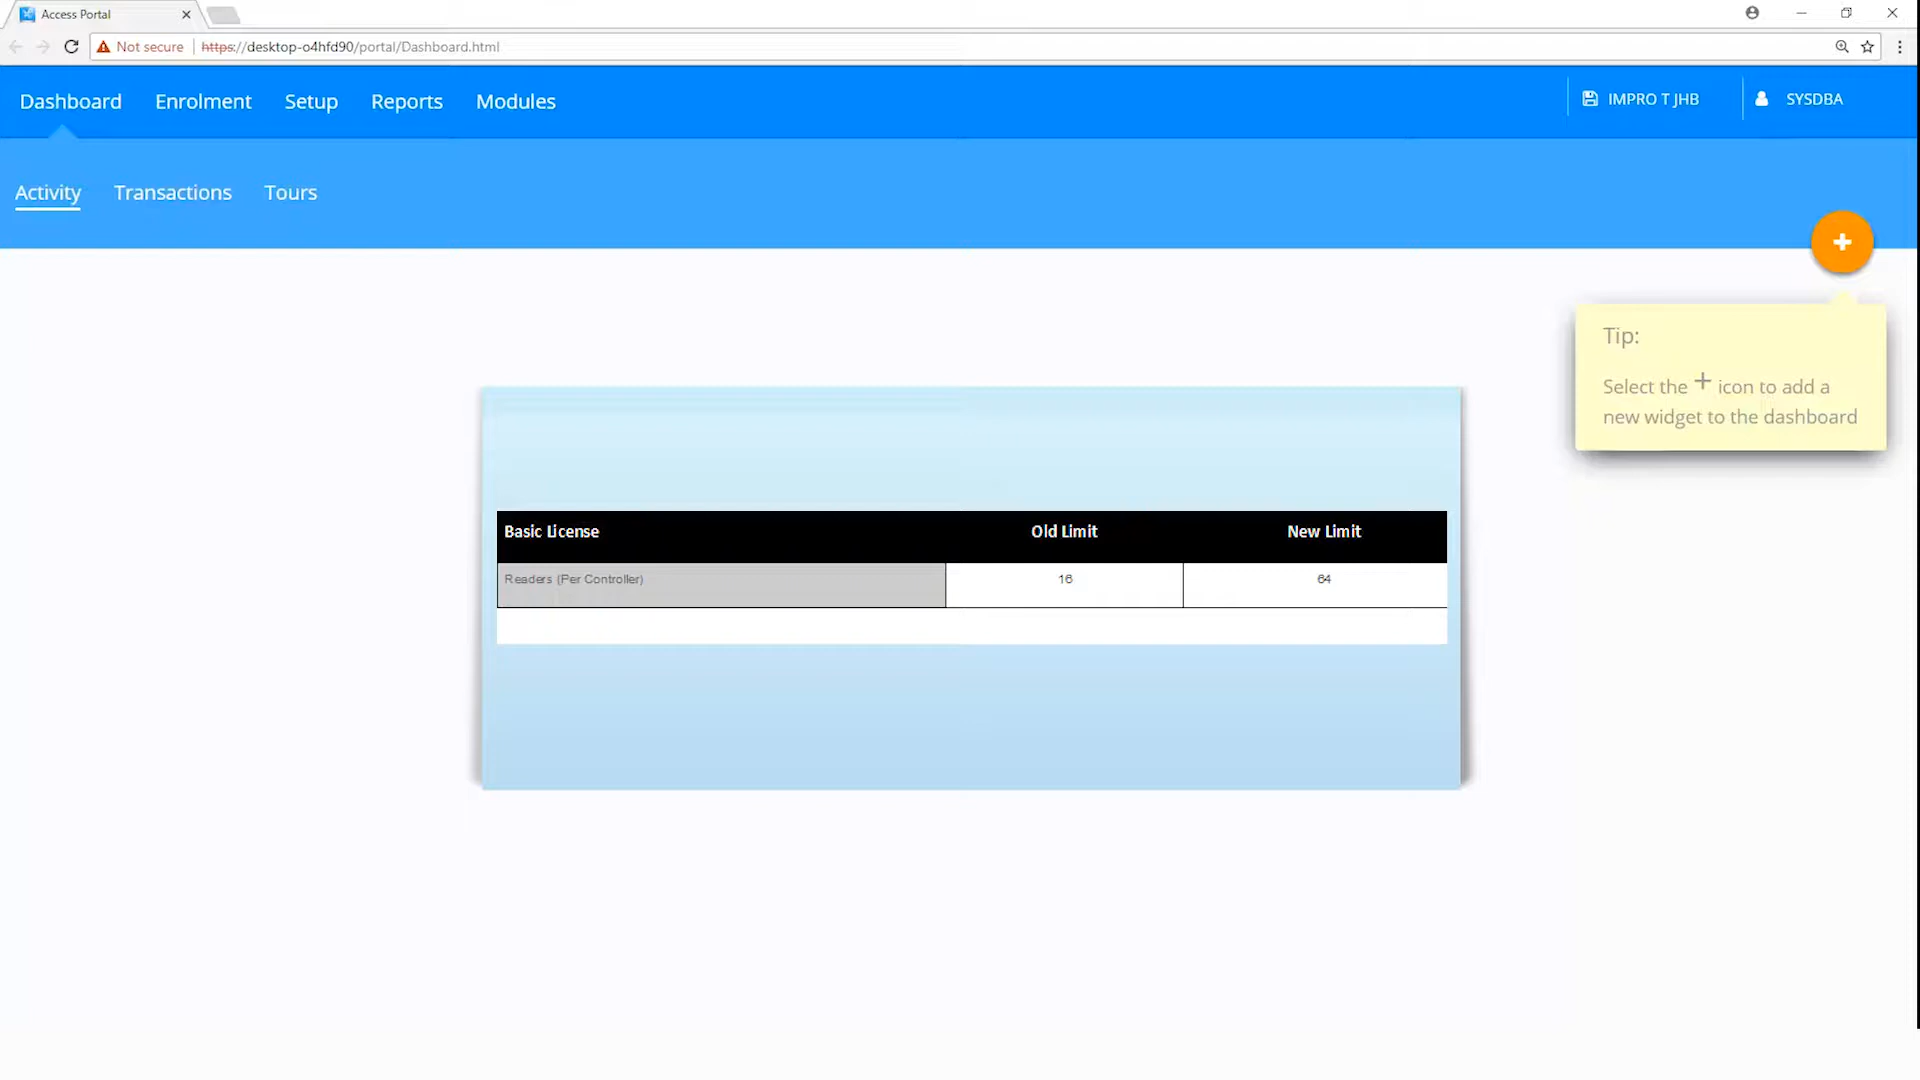 Access Portal
Not secure https://desktop-o4hfd90/portal/Dashboard.html
Dashboard Enrolment Setup Reports Modules IMPRO T JHB SYSDBA
Activity Transactions Tours
+
Tip:
Select the + icon to add a
new widget to the dashboard
Basic License Old Limit New Limit
Readers (Per Controller) 16 64